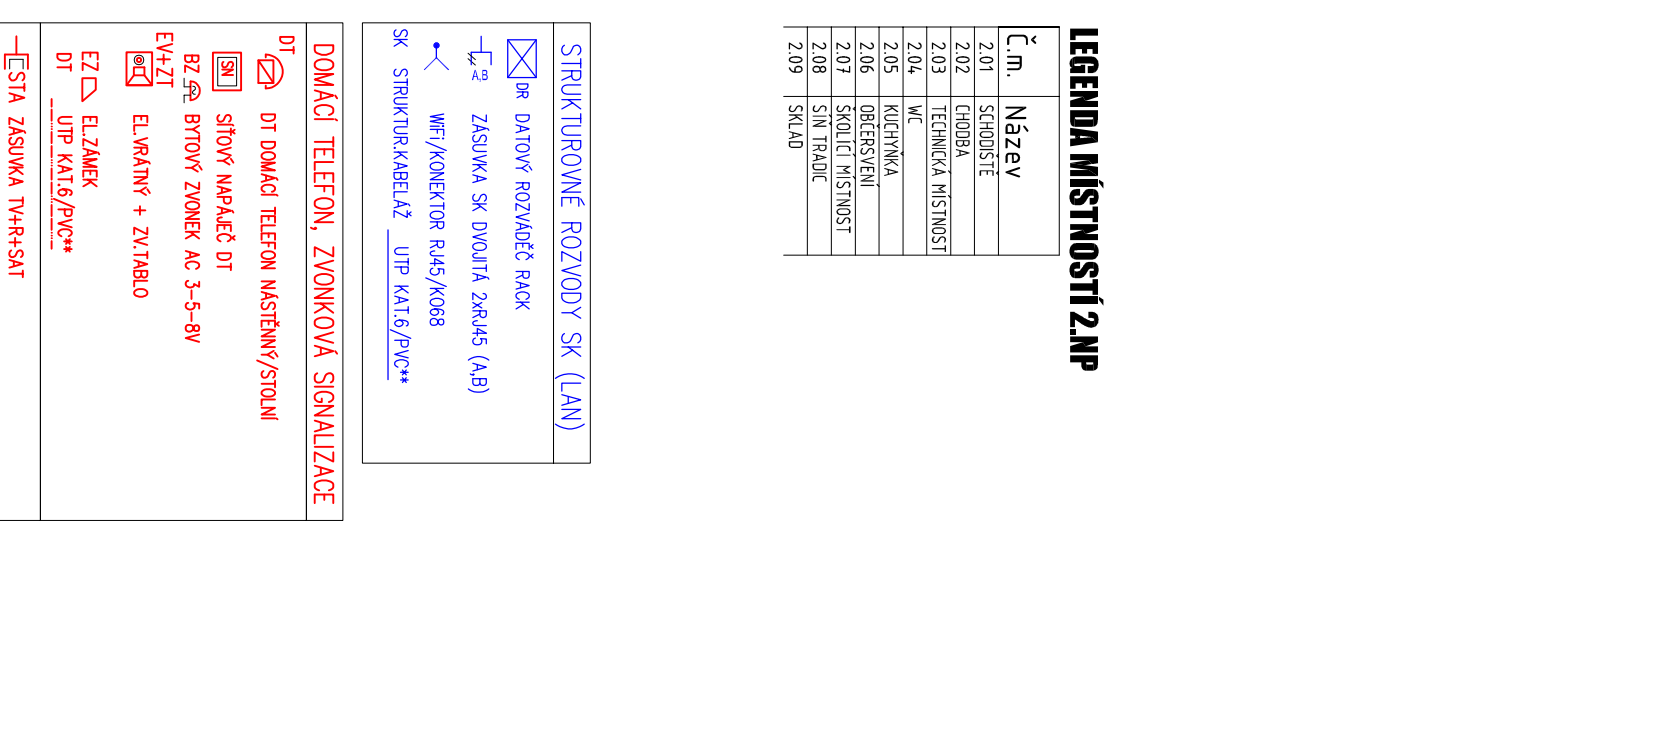 LEGENDA MÍSTNOSTÍ 2.NP
Č.m. Název
2.01 SCHODIŠTĚ
2.02 CHODBA
2.03 TECHNICKÁ MÍSTNOST
2.04 WC
2.05 KUCHYŇKA
2.06 OBČERSVENÍ
2.07 ŠKOLÍCÍ MÍSTNOST
2.08 SÍŇ TRADIC
2.09 SKLAD
STRUKTUROVNÉ ROZVODY SK (LAN)
DR DATOVÝ ROZVÁDĚČ RACK
A,B ZÁSUVKA SK DVOJITÁ 2xRJ45 (A,B)
WiFi/KONEKTOR RJ45/K068
SK STRUKTUR.KABELÁŽ UTP KAT.6/PVC**
DOMÁCÍ TELEFON, ZVONKOVÁ SIGNALIZACE
DT
DT DOMÁCÍ TELEFON NÁSTĚNNÝ/STOLNÍ
SN SÍŤOVÝ NAPÁJEČ DT
BZ BYTOVÝ ZVONEK AC 3-5-8V
EV+ZT
EL.VRÁTNÝ + ZV.TABLO
EZ EL.ZÁMEK
DT UTP KAT.6/PVC**
STA ZÁSUVKA TV+R+SAT